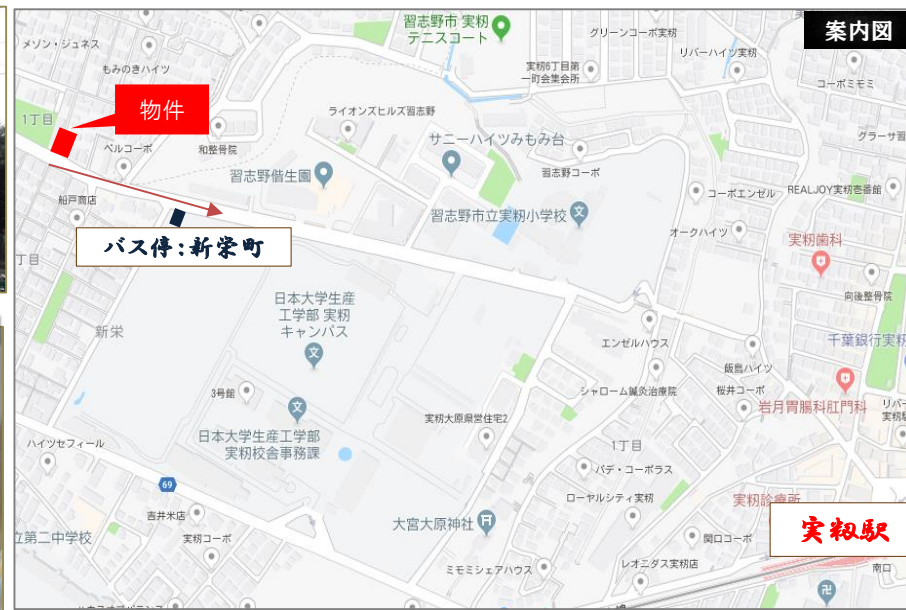 案内図
習志野市 実籾
テニスコート
グリーンコーポ実籾
メゾン・ジュネス
リバーハイツ実籾
もみのきハイツ
実籾6丁目第
一町会集会所
コーポミモミ
物件
1丁目
ライオンズヒルズ習志野
グラーサ習
ベルコーポ
和整骨院
サニーハイツみもみ台
習志野偕生園
習志野コーポ
コーポエンゼル
REALJOY実籾壱番館
船戸商店
習志野市立実籾小学校
オークハイツ
実籾歯科
バス停:新栄町
丁目
向後整骨院
日本大学生産
工学部 実籾
キャンパス
新栄
エンゼルハウス
千葉銀行実籾
飯島ハイツ
3号館
シャローム鍼灸治療院
桜井コーポ
岩月胃腸科肛門科
リバー
実籾駅
実籾大原県営住宅2
日本大学生産工学部
実籾校舎事務課
ハイツセフィール
1丁目
パデ・コーポラス
69
ローヤルシティ実籾
実籾診療所
吉井米店
大宮大原神社
実籾駅
立第二中学校
実籾コーポ
関口コーポ
ミモミシェアハウス
レオニダス実籾店
南口